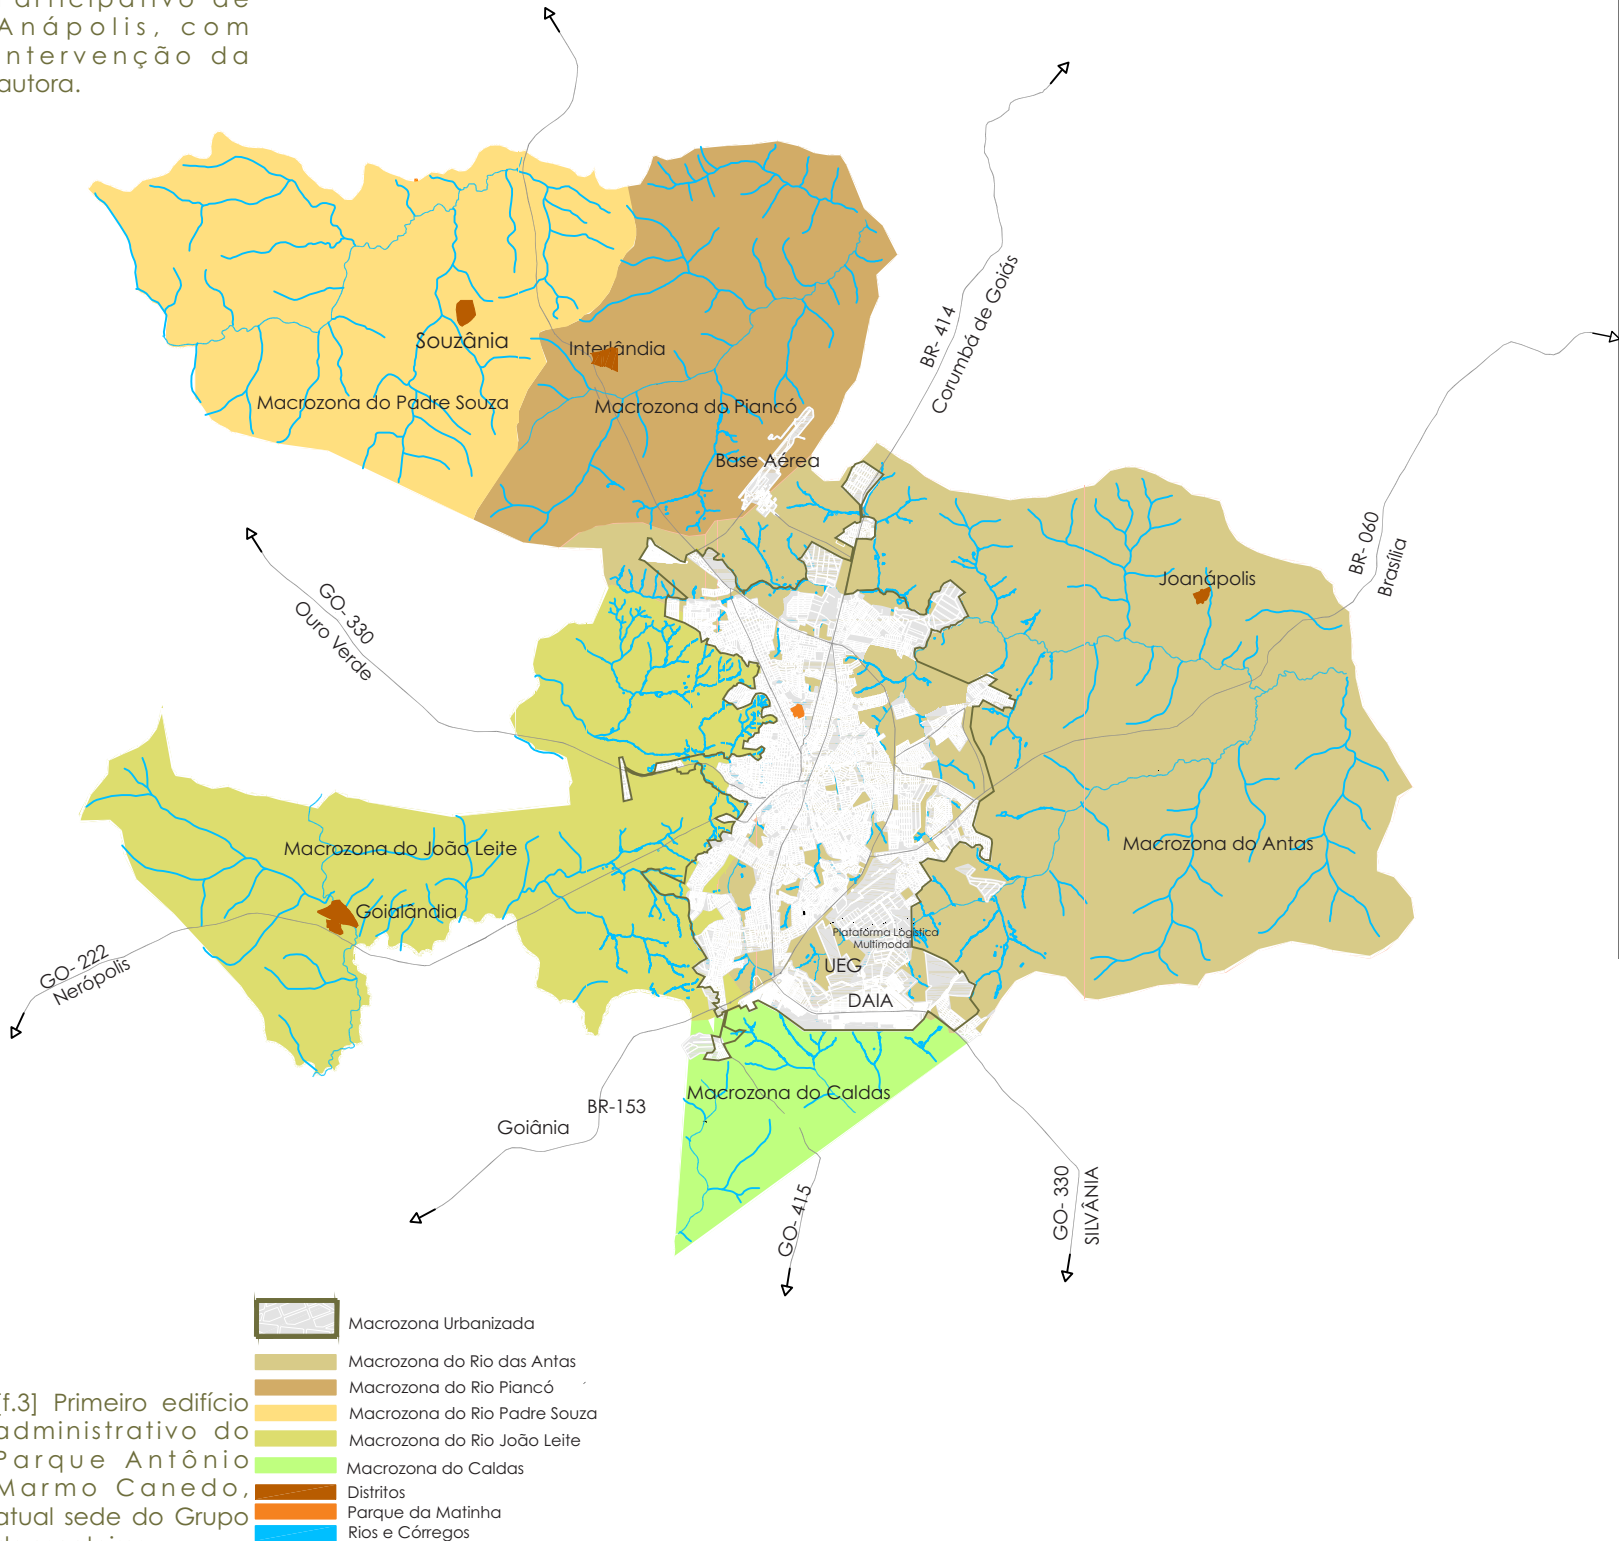 Anápolis, com
intervenção da
autora.
BR- 414
Corumbá de Goiás
Souzânia
Interlândia
Macrozona do Padre Souza
Macrozona do Piancó
Base Aérea
BR- 060
Brasília
Joanápolis
GO-330
Ouro Verde
Macrozona do João Leite
Macrozona do Antas
Goialândia
Plataforma Logística
Multimodal
UEG
DAIA
GO- 222
Nerópolis
Macrozona do Caldas
BR-153
Goiânia
GO- 415
GO- 330
SILVÂNIA
Macrozona Urbanizada
Macrozona do Rio das Antas
Macrozona do Rio Piancó
Macrozona do Rio Padre Souza
Macrozona do Rio João Leite
Macrozona do Caldas
Distritos
Parque da Matinha
Rios e Córregos
[f.3] Primeiro edifício
administrativo do
Parque Antônio
Marmo Canedo,
atual sede do Grupo